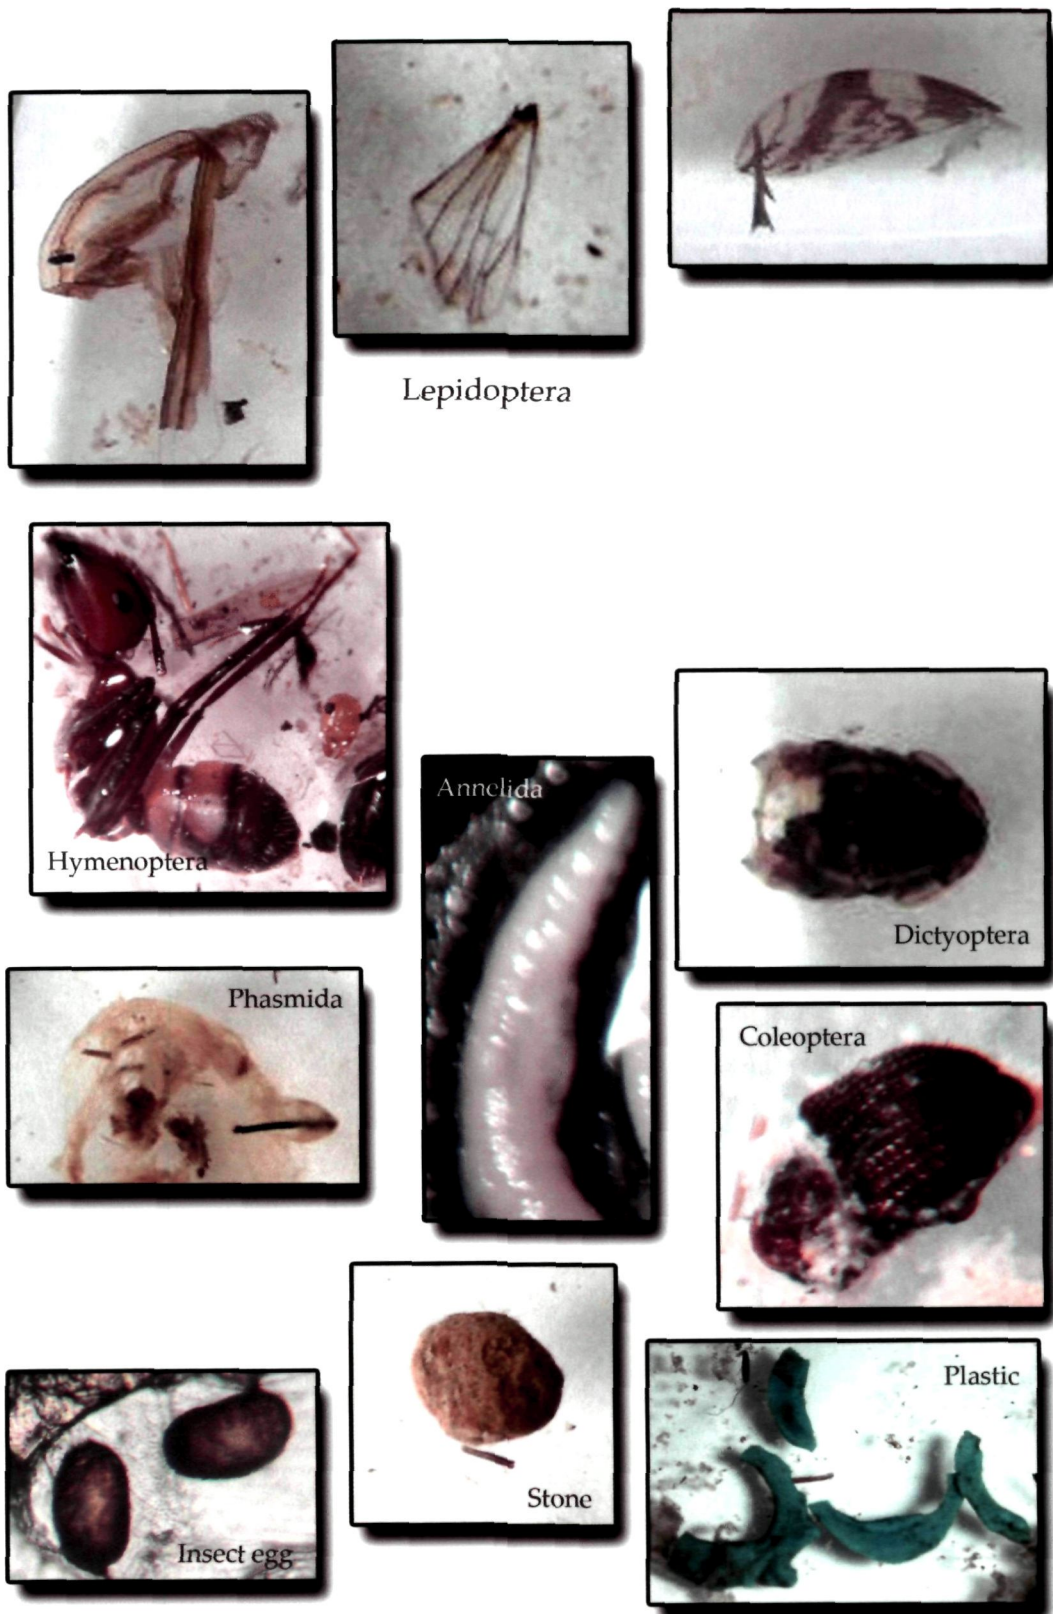 Lepidoptera
Hymenoptera
Annelida
Dictyoptera
Phasmida
Coleoptera
Stone
Plastic
Insect egg